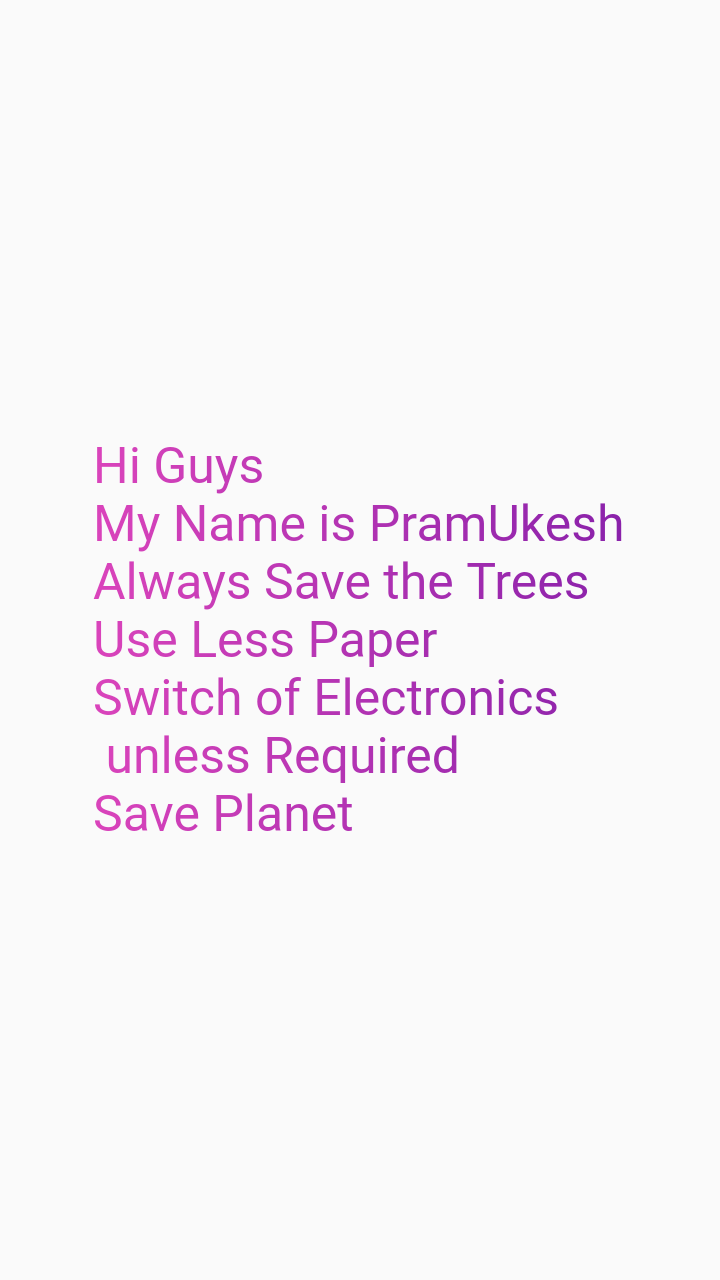 Hi Guys
My Name is PramUkesh
Always Save the Trees
Use Less Paper
Switch of Electronics
unless Required
Save Planet